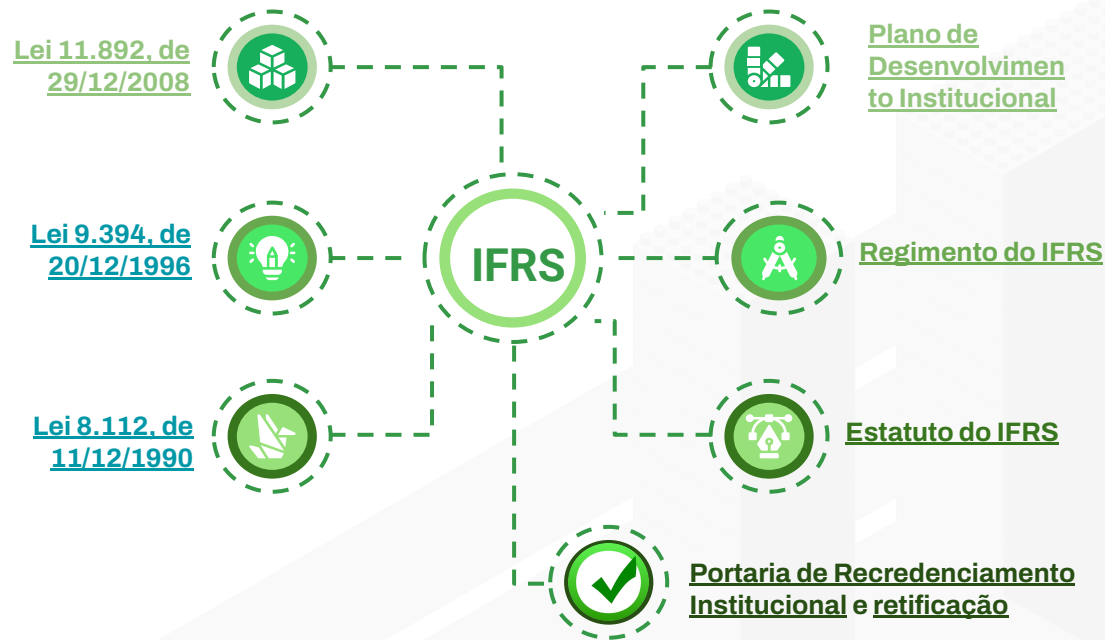 Lei 11.892, de
29/12/2008
Plano de
Desenvolvimen
to Institucional
IFRS
Lei 9.394, de
20/12/1996
Regimento do IFRS
Lei 8.112, de
11/12/1990
Estatuto do IFRS
Portaria de Recredenciamento
Institucional e retificação